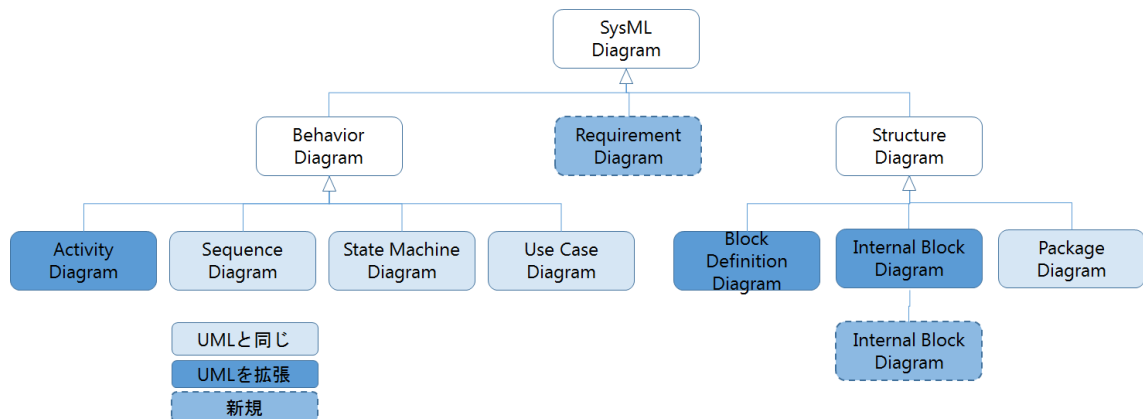 SysML
Diagram
Behavior
Diagram
Requirement
Diagram
Structure
Diagram
Activity
Diagram
Sequence
Diagram
State Machine
Diagram
Use Case
Diagram
Block
Definition
Diagram
Internal Block
Diagram
Package
Diagram
Internal Block
Diagram
UMLと同じ
UMLを拡張
新規